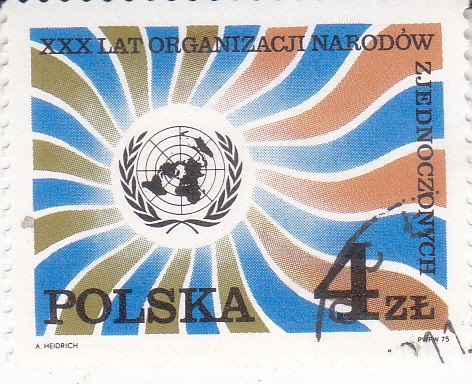 XXX LAT ORGANIZACJI NARODÓW
ZJEDNOCZONYCH
POLSKA
4 ZŁ
A. HEIDRICH
PWPW 75